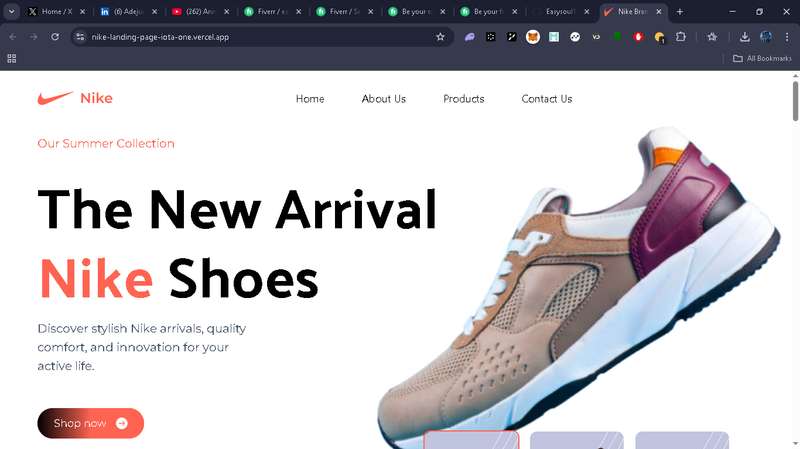 Home / X
(6) Adeju
(262) Ann
Fiverr / e
Fiverr / S
Be your o
Be your f
Easyrout
Nike Bran
nike-landing-page-iota-one.vercel.app
All Bookmarks
Nike
Home
About Us
Products
Contact Us
Our Summer Collection
The New Arrival
Nike Shoes
Discover stylish Nike arrivals, quality
comfort, and innovation for your
active life.
Shop now